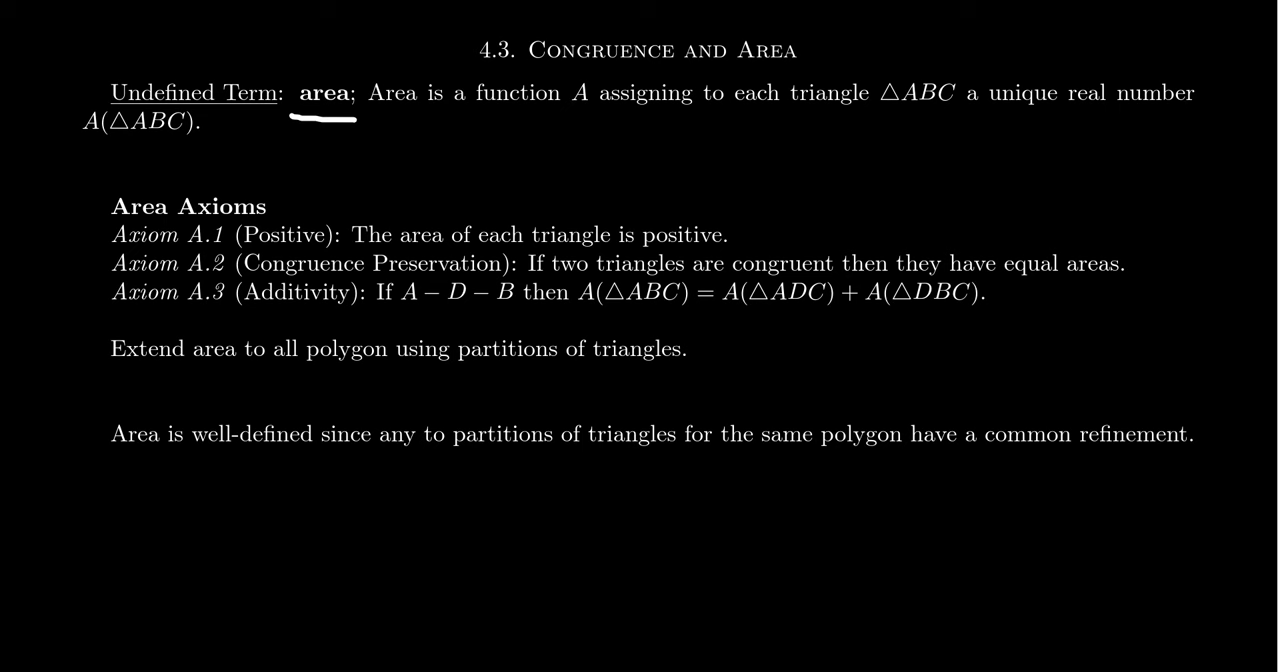 4.3. Congruence and Area
Undefined Term: area; Area is a function A assigning to each triangle △ABC a unique real number
A(△ABC).
Area Axioms
Axiom A.1 (Positive): The area of each triangle is positive.
Axiom A.2 (Congruence Preservation): If two triangles are congruent then they have equal areas.
Axiom A.3 (Additivity): If A − D − B then A(△ABC) = A(△ADC) + A(△DBC).
Extend area to all polygon using partitions of triangles.
Area is well-defined since any to partitions of triangles for the same polygon have a common refinement.